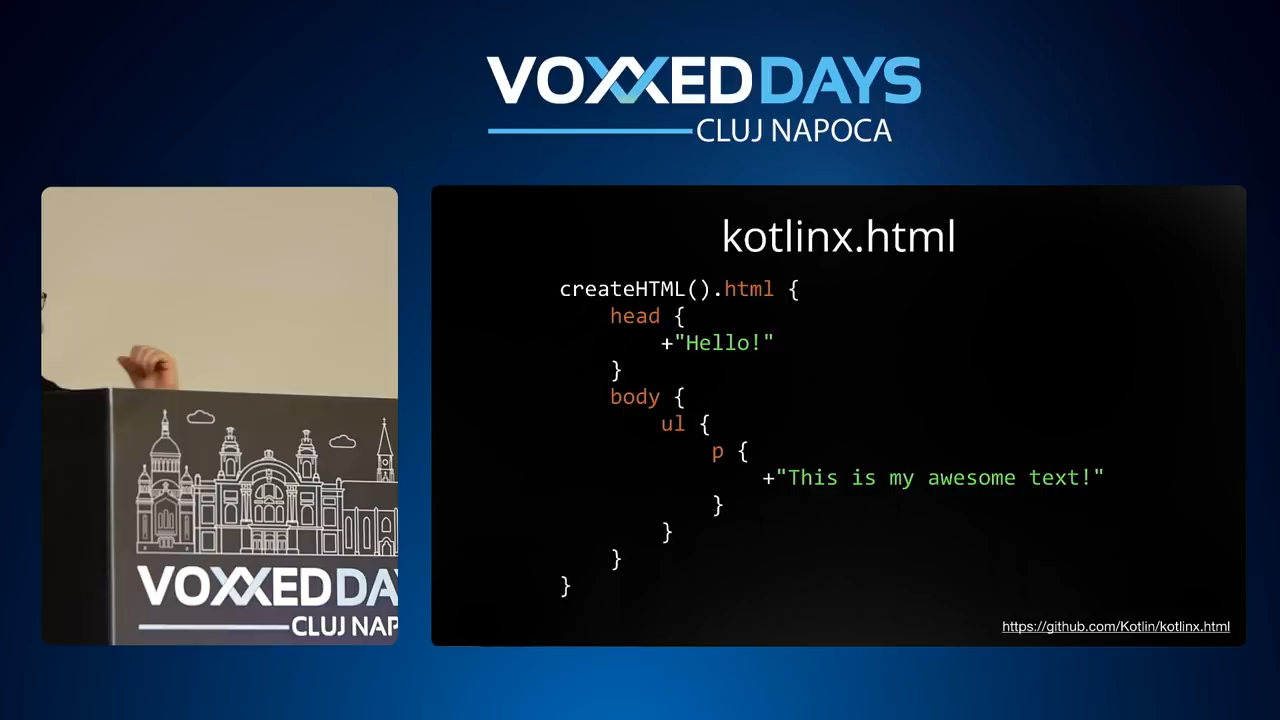 VOXXED DAYS
CLUJ NAPOCA
kotlinx.html
createHTML().html {
    head {
        +"Hello!"
    }
    body {
        ul {
            p {
                +"This is my awesome text!"
            }
        }
    }
}
https://github.com/Kotlin/kotlinx.html
VOXXED DA
CLUJ NAP